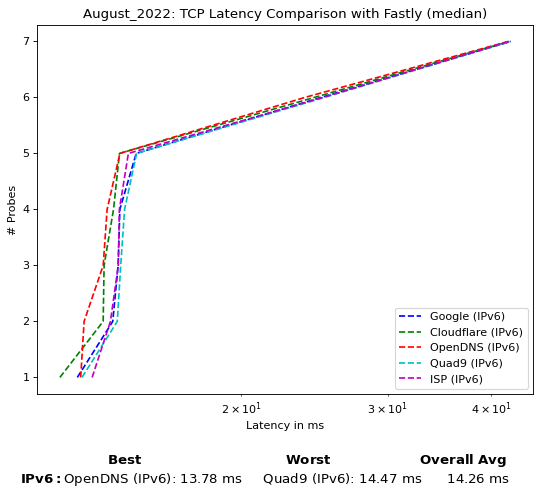 August_2022: TCP Latency Comparison with Fastly (median)
7
6
5
4
3
2
1
# Probes
2 × 10¹
3 × 10¹
4 × 10¹
Latency in ms
Google (IPv6)
Cloudflare (IPv6)
OpenDNS (IPv6)
Quad9 (IPv6)
ISP (IPv6)
Best Worst Overall Avg
IPv6: OpenDNS (IPv6): 13.78 ms Quad9 (IPv6): 14.47 ms 14.26 ms